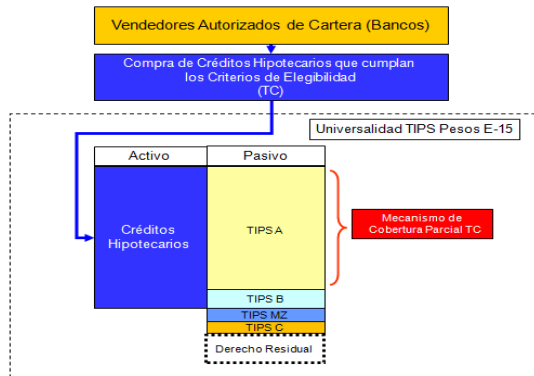 Vendedores Autorizados de Cartera (Bancos)
Compra de Créditos Hipotecarios que cumplan
los Criterios de Elegibilidad
(TC)
Universalidad TIPS Pesos E-15
Activo
Pasivo
Créditos
Hipotecarios
TIPS A
Mecanismo de
Cobertura Parcial TC
TIPS B
TIPS MZ
TIPS C
Derecho Residual